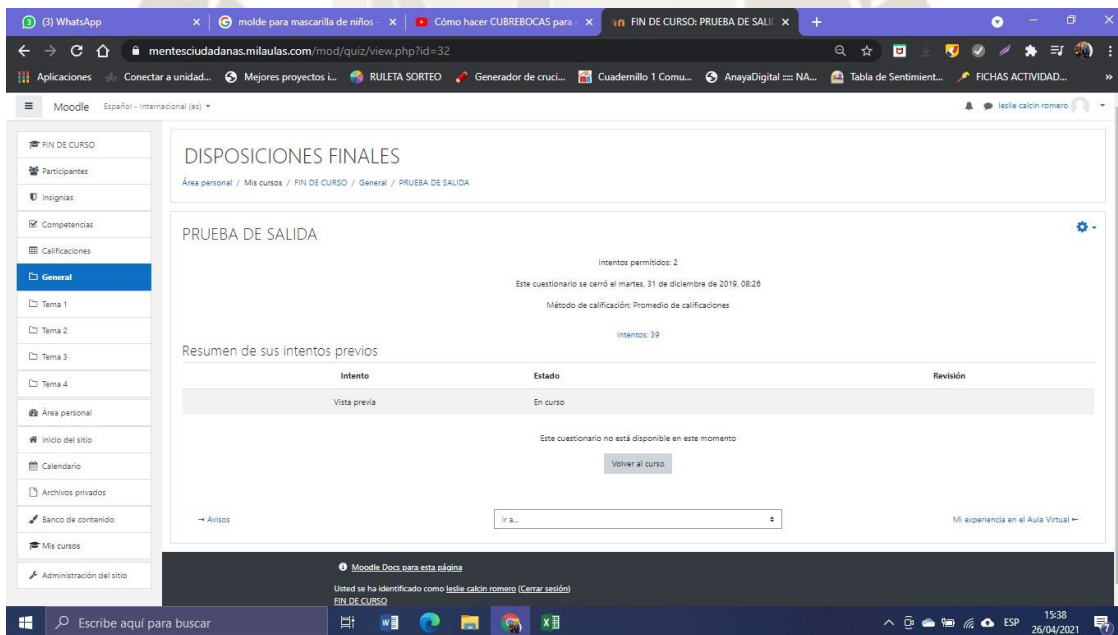 (3) WhatsApp
molde para mascarilla de niños -
Cómo hacer CUBREBOCAS para
FIN DE CURSO: PRUEBA DE SALI
mentesciudadanas.milaulas.com/mod/quiz/view.php?id=32
Aplicaciones
Conectar a unidad...
Mejores proyectos i...
RULETA SORTEO
Generador de cruci...
Cuadernillo 1 Comu...
AnayaDigital :::: NA...
Tabla de Sentimient...
FICHAS ACTIVIDAD...
Moodle Español - Internacional (es)
leslie calcin romero
FIN DE CURSO
Participantes
Insignias
Competencias
Calificaciones
General
Tema 1
Tema 2
Tema 3
Tema 4
Área personal
Inicio del sitio
Calendario
Archivos privados
Banco de contenido
Mis cursos
Administración del sitio
DISPOSICIONES FINALES
Área personal / Mis cursos / FIN DE CURSO / General / PRUEBA DE SALIDA
PRUEBA DE SALIDA
Intentos permitidos: 2
Este cuestionario se cerró el martes, 31 de diciembre de 2019, 08:26
Método de calificación: Promedio de calificaciones
Intentos: 39
Resumen de sus intentos previos
Intento Estado Revisión
Vista previa En curso
Este cuestionario no está disponible en este momento
Volver al curso
Avisos
Ir a...
Mi experiencia en el Aula Virtual
Moodle Docs para esta página
Usted se ha identificado como leslie calcin romero (Cerrar sesión)
FIN DE CURSO
Escribe aquí para buscar
ESP
15:38
26/04/2021